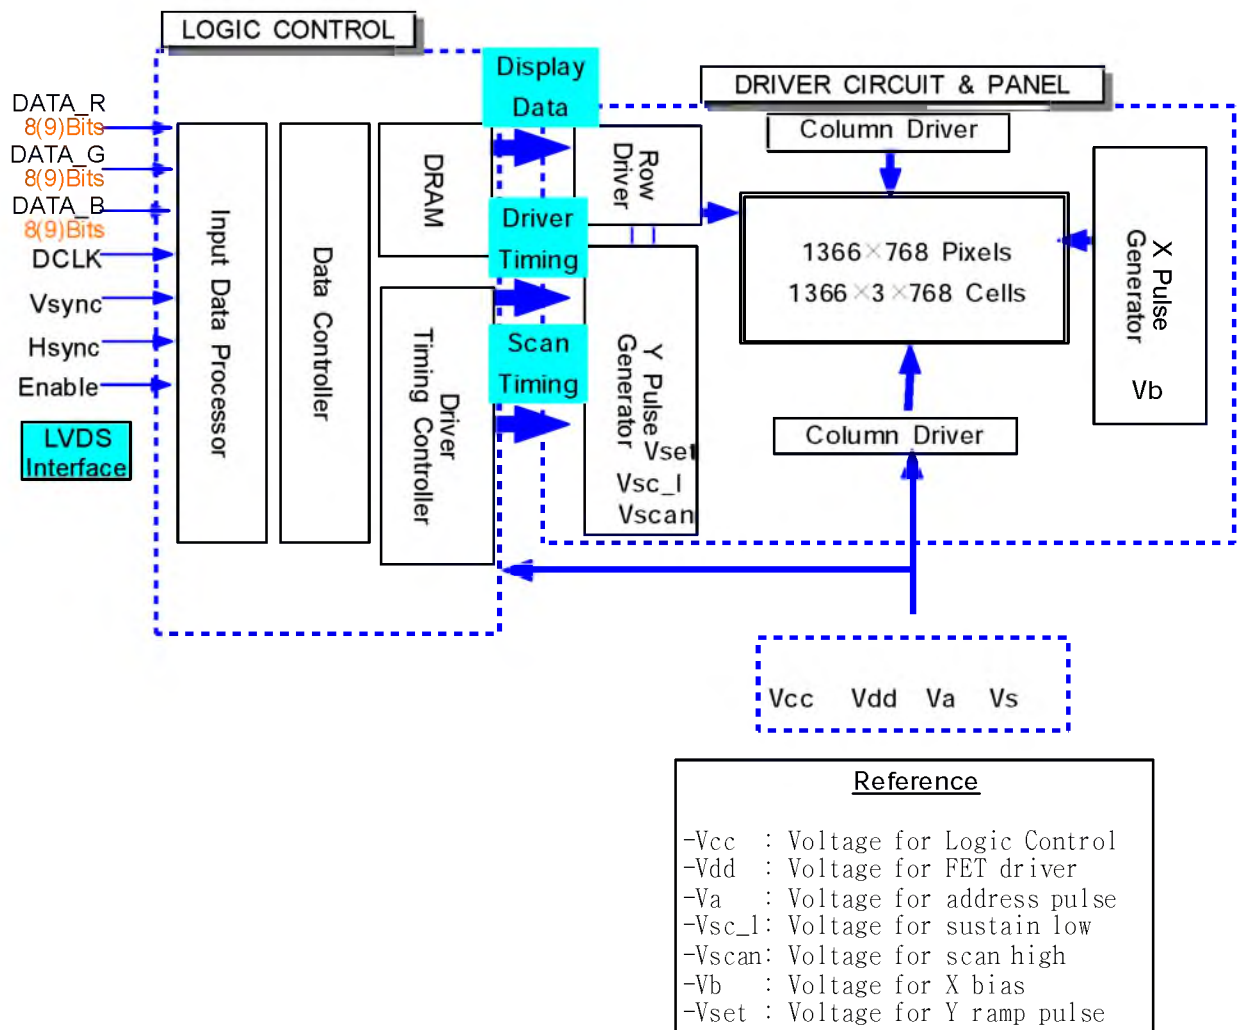 LOGIC CONTROL
DATA_R
8(9)Bits
DATA_G
8(9)Bits
DATA_B
8(9)Bits
DCLK
Vsync
Hsync
Enable
LVDS
Interface
Input Data Processor
Data Controller
DRAM
Driver
Timing Controller
Display
Data
Driver
Timing
Scan
Timing
DRIVER CIRCUIT & PANEL
Row
Driver
Y Pulse
Generator
Vset
Vsc_l
Vscan
Column Driver
1366×768 Pixels
1366×3×768 Cells
Column Driver
X Pulse
Generator
Vb
Vcc Vdd Va Vs
Reference
-Vcc : Voltage for Logic Control
-Vdd : Voltage for FET driver
-Va : Voltage for address pulse
-Vsc_l: Voltage for sustain low
-Vscan: Voltage for scan high
-Vb : Voltage for X bias
-Vset : Voltage for Y ramp pulse